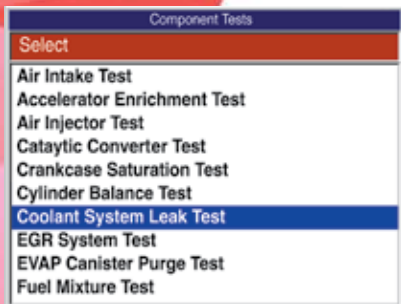 Component Tests
Select
Air Intake Test
Accelerator Enrichment Test
Air Injector Test
Cataytic Converter Test
Crankcase Saturation Test
Cylinder Balance Test
Coolant System Leak Test
EGR System Test
EVAP Canister Purge Test
Fuel Mixture Test